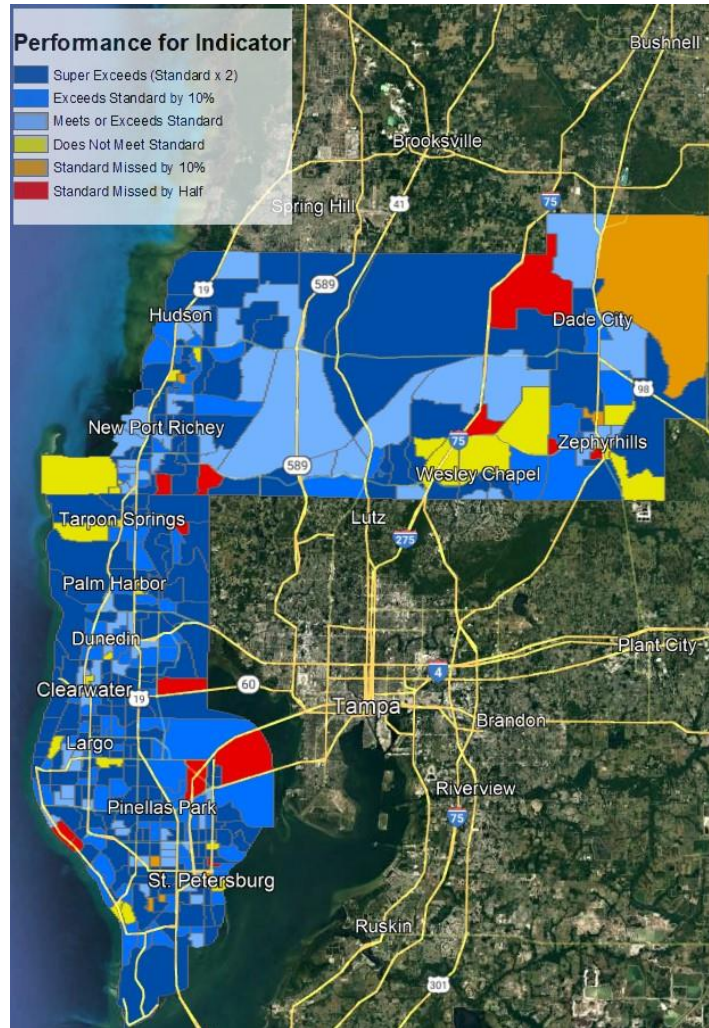 Performance for Indicator
Super Exceeds (Standard x 2)
Exceeds Standard by 10%
Meets or Exceeds Standard
Does Not Meet Standard
Standard Missed by 10%
Standard Missed by Half
Bushnell
Brooksville
75
Spring Hill
41
19
589
Hudson
Dade City
98
New Port Richey
75
Zephyrhills
589
Wesley Chapel
Tarpon Springs
Lutz
275
Palm Harbor
Dunedin
Plant City
4
Clearwater
19
60
Tampa
Brandon
Largo
Riverview
Pinellas Park
75
St. Petersburg
Ruskin
301